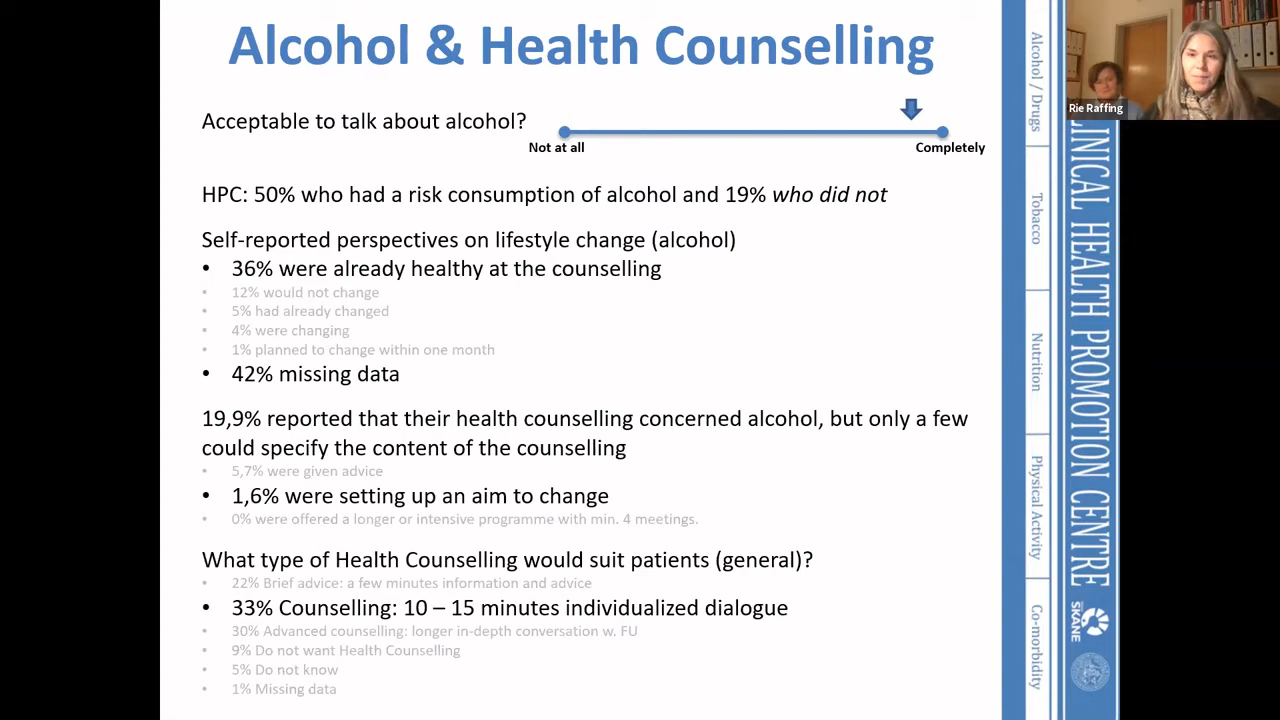 Alcohol & Health Counselling
Acceptable to talk about alcohol?
Not at all
Completely
HPC: 50% who had a risk consumption of alcohol and 19% who did not
Self-reported perspectives on lifestyle change (alcohol)
• 36% were already healthy at the counselling
• 12% would not change
• 5% had already changed
• 4% were changing
• 1% planned to change within one month
• 42% missing data
19,9% reported that their health counselling concerned alcohol, but only a few
could specify the content of the counselling
• 5,7% were given advice
• 1,6% were setting up an aim to change
• 0% were offered a longer or intensive programme with min. 4 meetings.
What type of Health Counselling would suit patients (general)?
• 22% Brief advice: a few minutes information and advice
• 33% Counselling: 10 – 15 minutes individualized dialogue
• 30% Advanced counselling: longer in-depth conversation w. FU
• 9% Do not want Health Counselling
• 5% Do not know
• 1% Missing data
Alcohol / Drugs
Tobacco
Nutrition
Physical Activity
Co-morbidity
LINICAL HEALTH PROMOTION CENTRE
SKÅNE
Rie Raffing